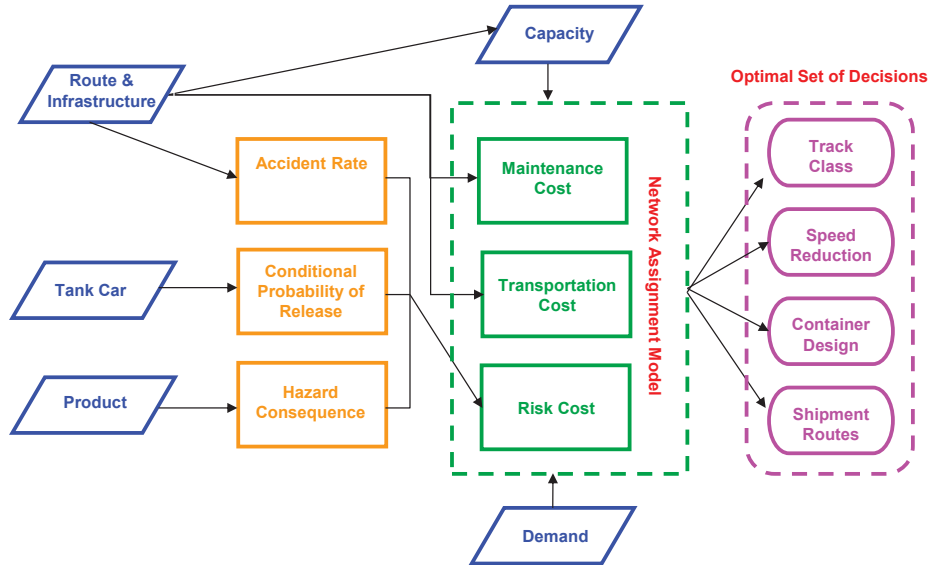 Capacity
Route &
Infrastructure
Optimal Set of Decisions
Accident Rate
Maintenance
Cost
Track
Class
Network Assignment Model
Tank Car
Conditional
Probability of
Release
Transportation
Cost
Speed
Reduction
Container
Design
Product
Hazard
Consequence
Risk Cost
Shipment
Routes
Demand